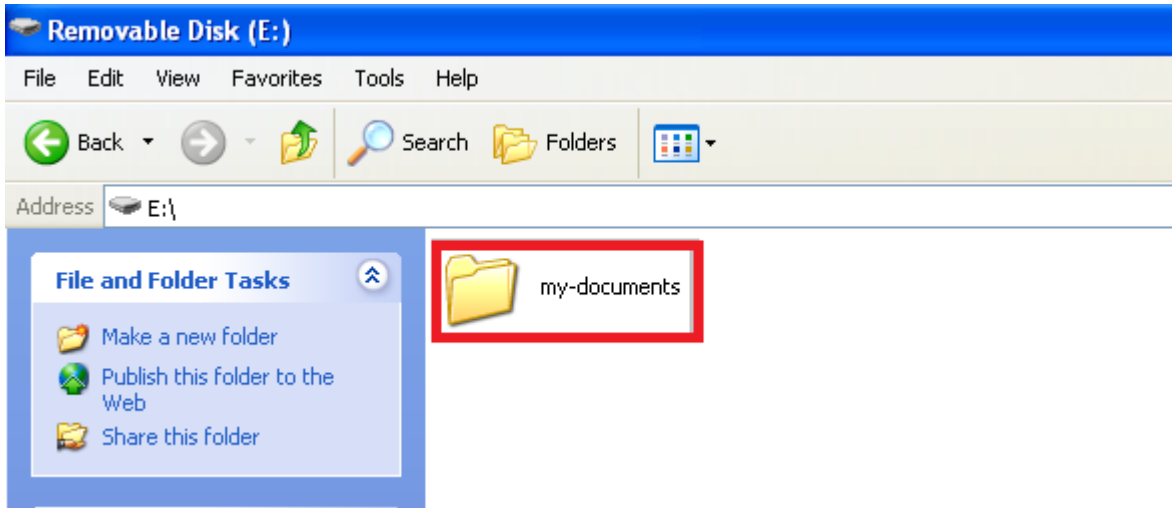 Removable Disk (E:)
File Edit View Favorites Tools Help
Back Search Folders
Address E:\
File and Folder Tasks
Make a new folder
Publish this folder to the
Web
Share this folder
my-documents